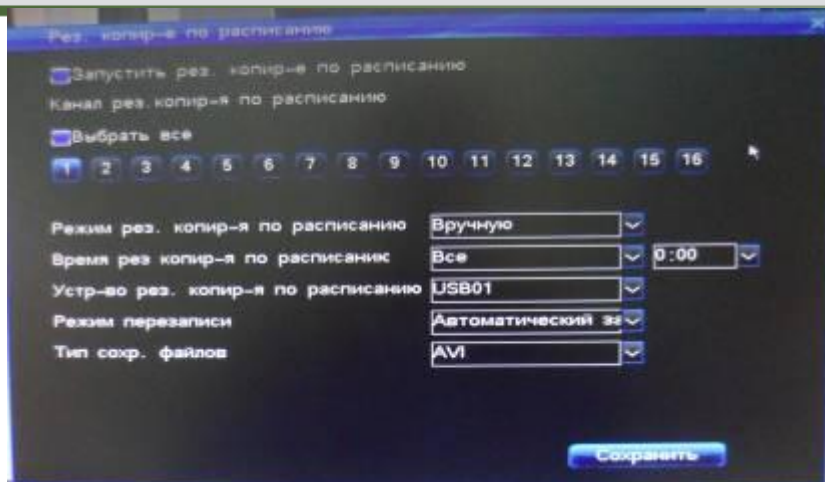 Рез. копир-е по расписанию
Запустить рез. копир-е по расписанию
Канал рез.копир-я по расписанию
Выбрать все
1 2 3 4 5 6 7 8 9 10 11 12 13 14 15 16
Режим рез. копир-я по расписанию Вручную
Время рез копир-я по расписанию Все 0:00
Устр-во рез. копир-я по расписанию USB01
Режим перезаписи Автоматический за
Тип сохр. файлов AVI
Сохранить